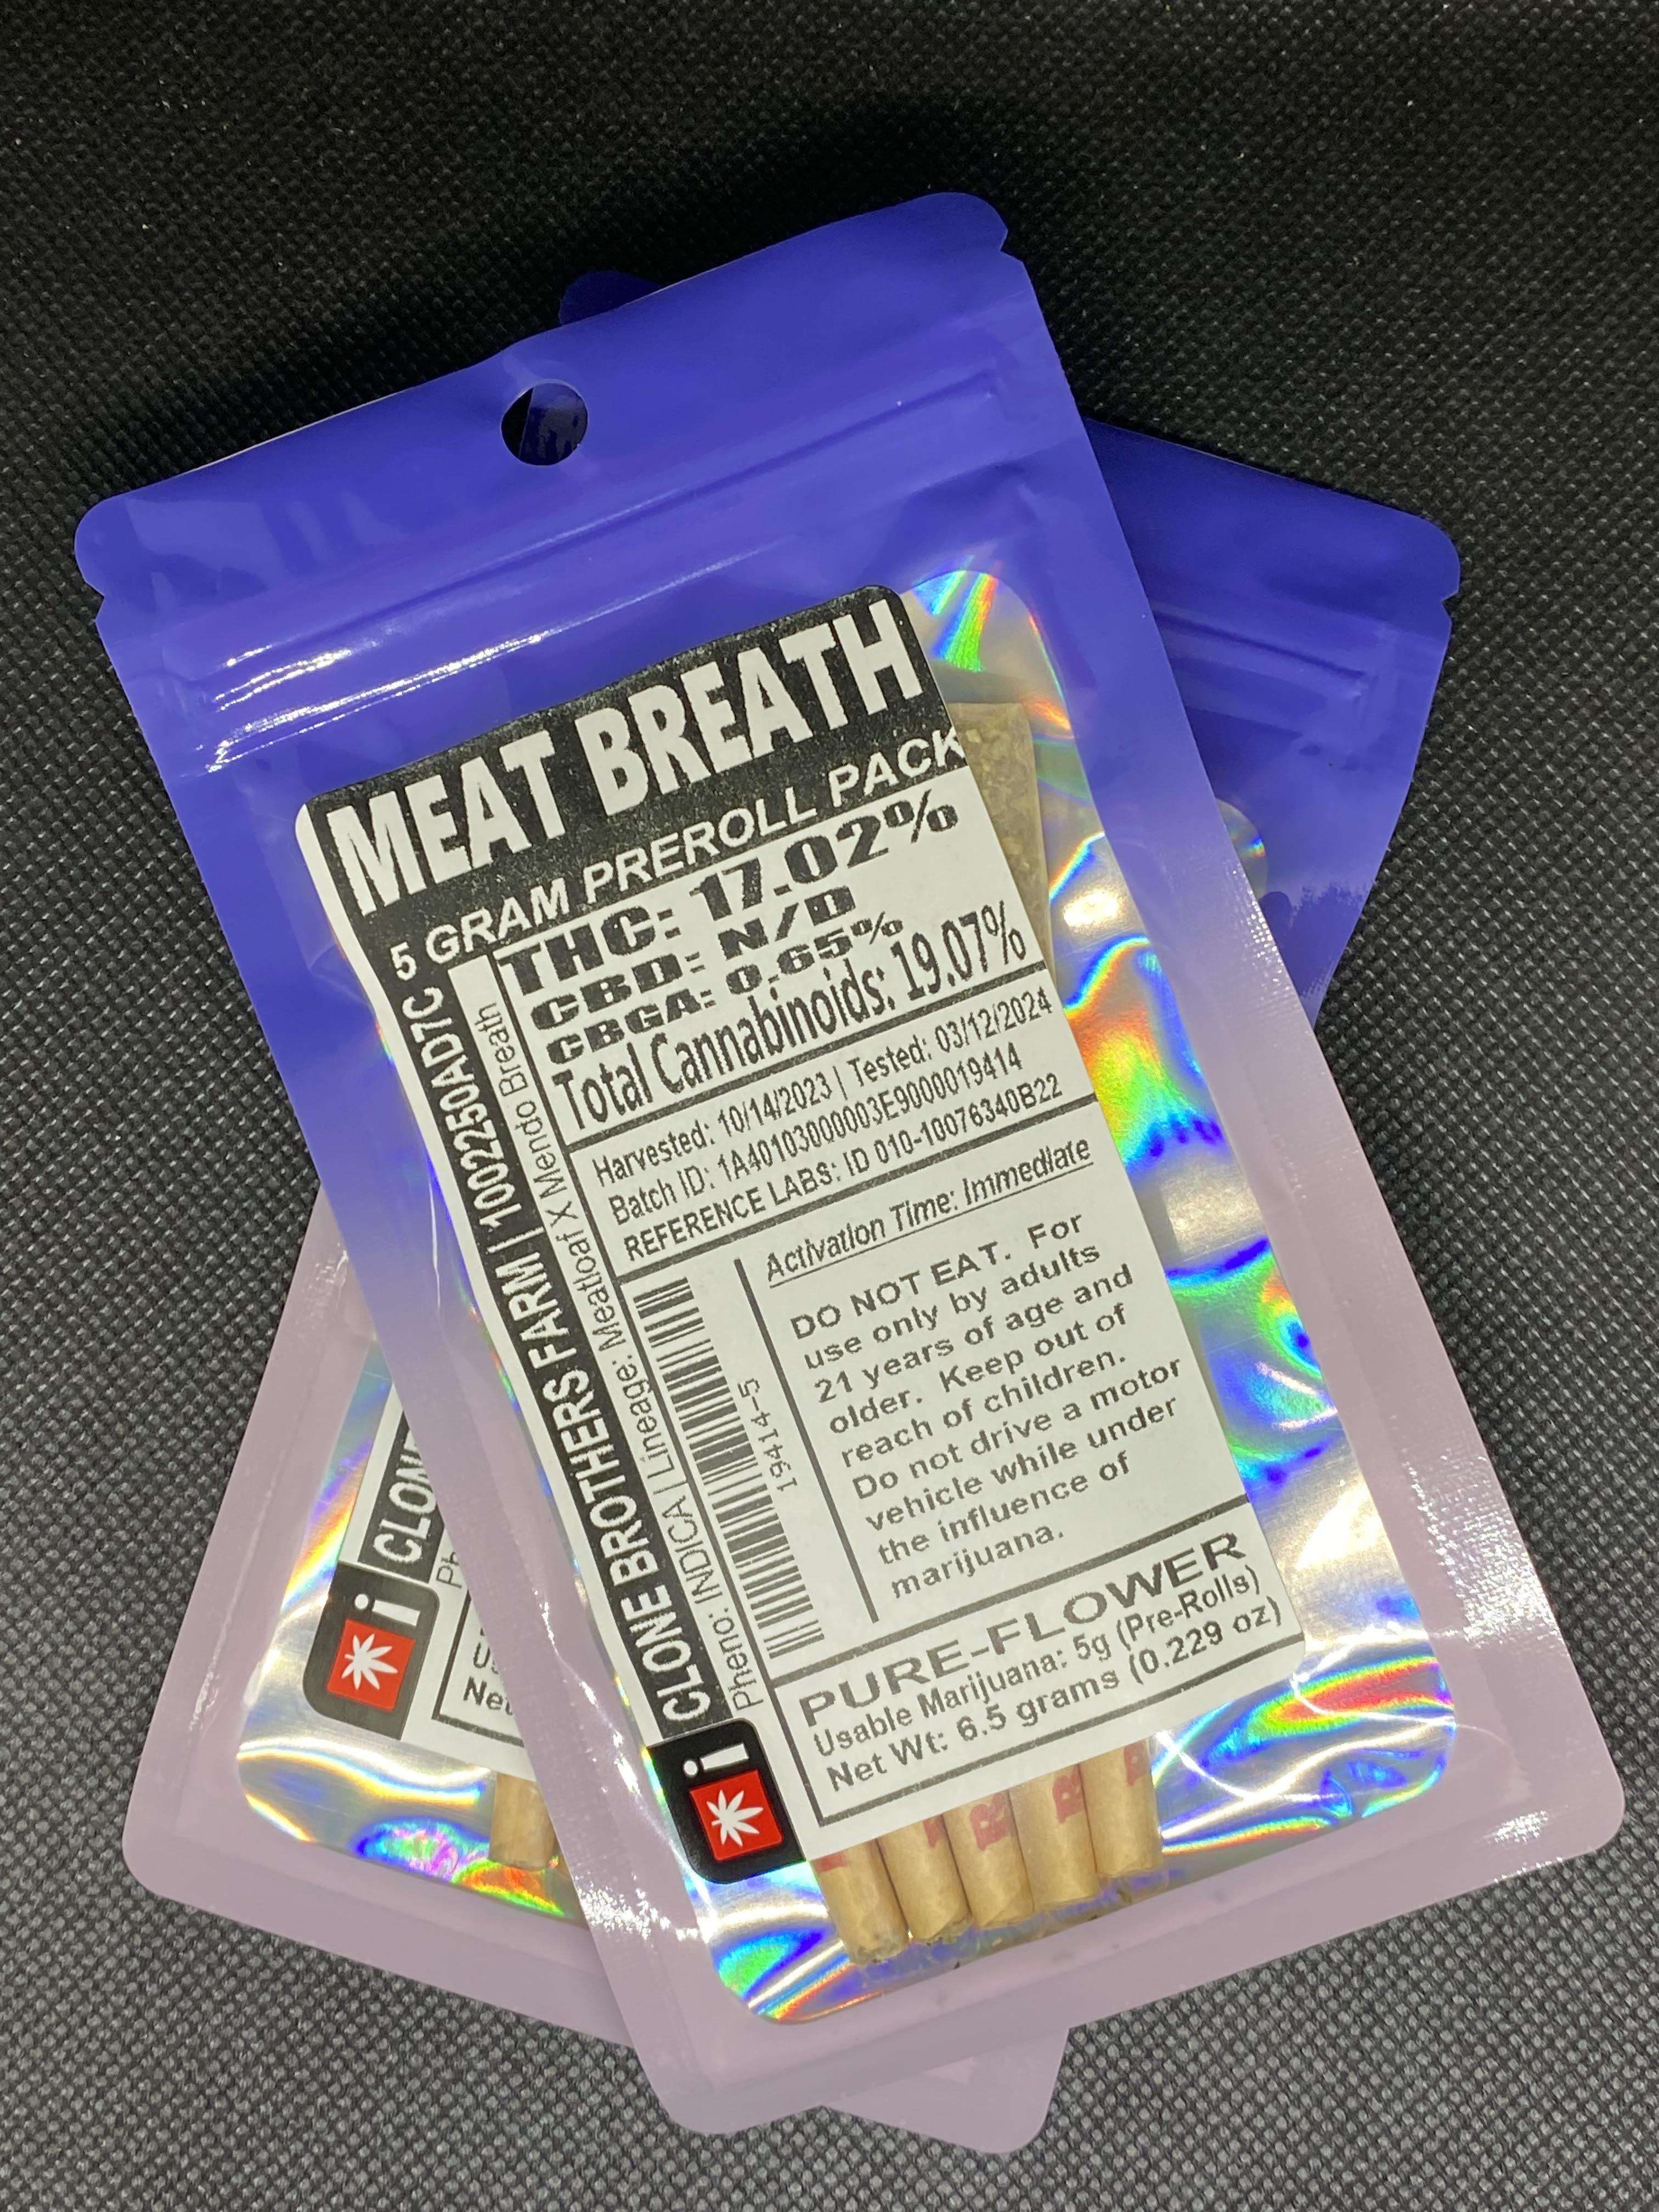 MEAT BREATH
5 GRAM PREROLL PACK
THC: 17.02%
CBD: N/D
CBGA: 0.65%
Total Cannabinoids: 19.07%
Harvested: 10/14/2023 | Tested: 03/12/2024
Batch ID: 1A40103000003E9000019414
REFERENCE LABS: ID 010-10076340B22
CLONE BROTHERS FARM | 1002250AD7C
Pheno: INDICA | Lineage: Meatloaf X Mendo Breath
19414-5
Activation Time: Immediate
DO NOT EAT. For
use only by adults
21 years of age and
older. Keep out of
reach of children.
Do not drive a motor
vehicle while under
the influence of
marijuana.
PURE-FLOWER
Usable Marijuana: 5g (Pre-Rolls)
Net Wt: 6.5 grams (0.229 oz)
!
R
B
B
CLON
Ph
Us
Net
!